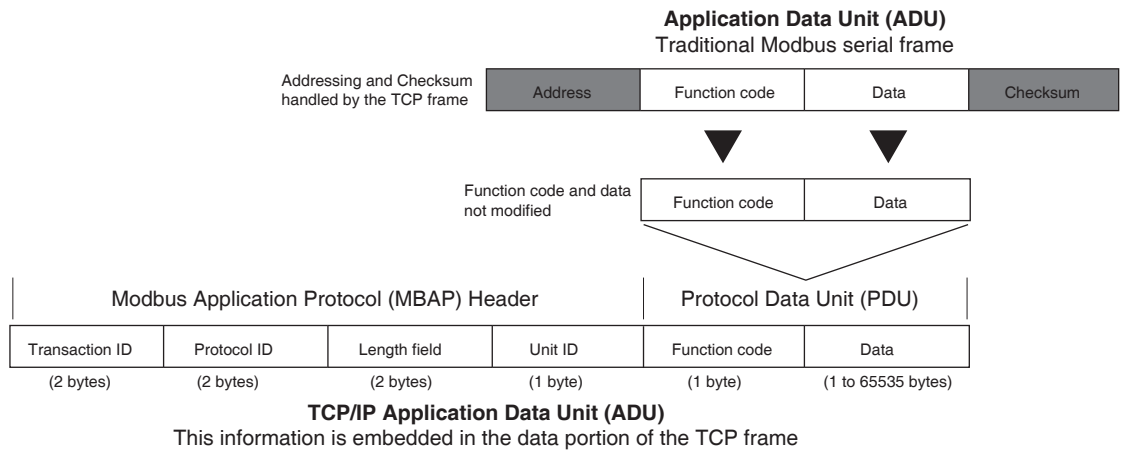 Application Data Unit (ADU)
Traditional Modbus serial frame
Addressing and Checksum
handled by the TCP frame
Address
Function code
Data
Checksum
Function code and data
not modified
Function code
Data
Modbus Application Protocol (MBAP) Header
Protocol Data Unit (PDU)
Transaction ID
Protocol ID
Length field
Unit ID
Function code
Data
(2 bytes)
(2 bytes)
(2 bytes)
(1 byte)
(1 byte)
(1 to 65535 bytes)
TCP/IP Application Data Unit (ADU)
This information is embedded in the data portion of the TCP frame